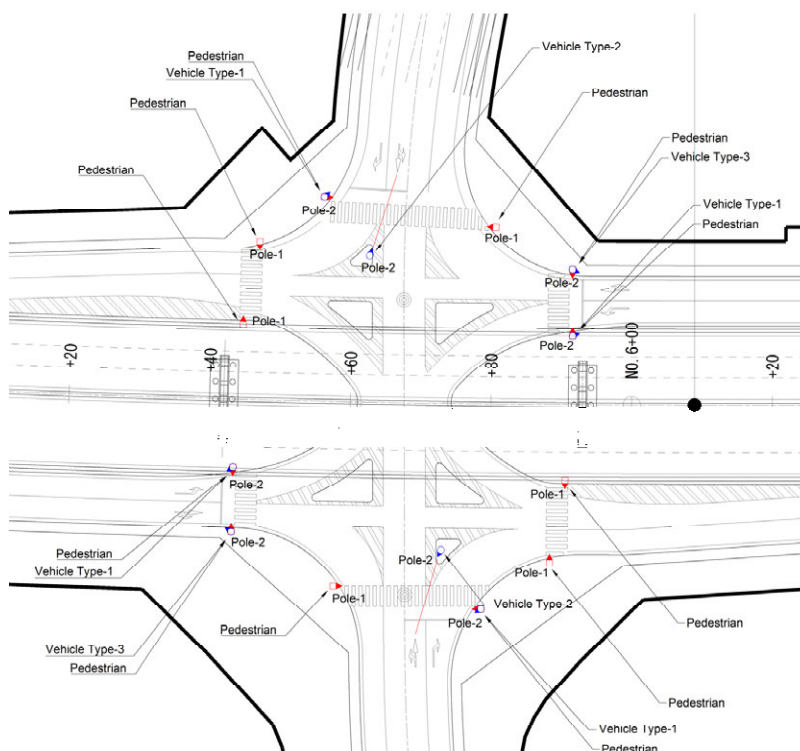 Vehicle Type-2
Pedestrian
Vehicle Type-1
Pedestrian
Pedestrian
Pedestrian
Vehicle Type-3
Pedestrian
Vehicle Type-1
Pedestrian
Pole-2
Pole-1
Pole-1
Pole-2
Pole-2
Pole-1
Pole-2
+20
+40
+60
+80
NO.6+00
+20
Pole-2
Pole-1
Pole-2
Pedestrian
Vehicle Type-1
Pole-2
Pole-1
Pole-1
Vehicle Type-2
Pole-2
Pedestrian
Pedestrian
Vehicle Type-3
Pedestrian
Pedestrian
Vehicle Type-1
Pedestrian